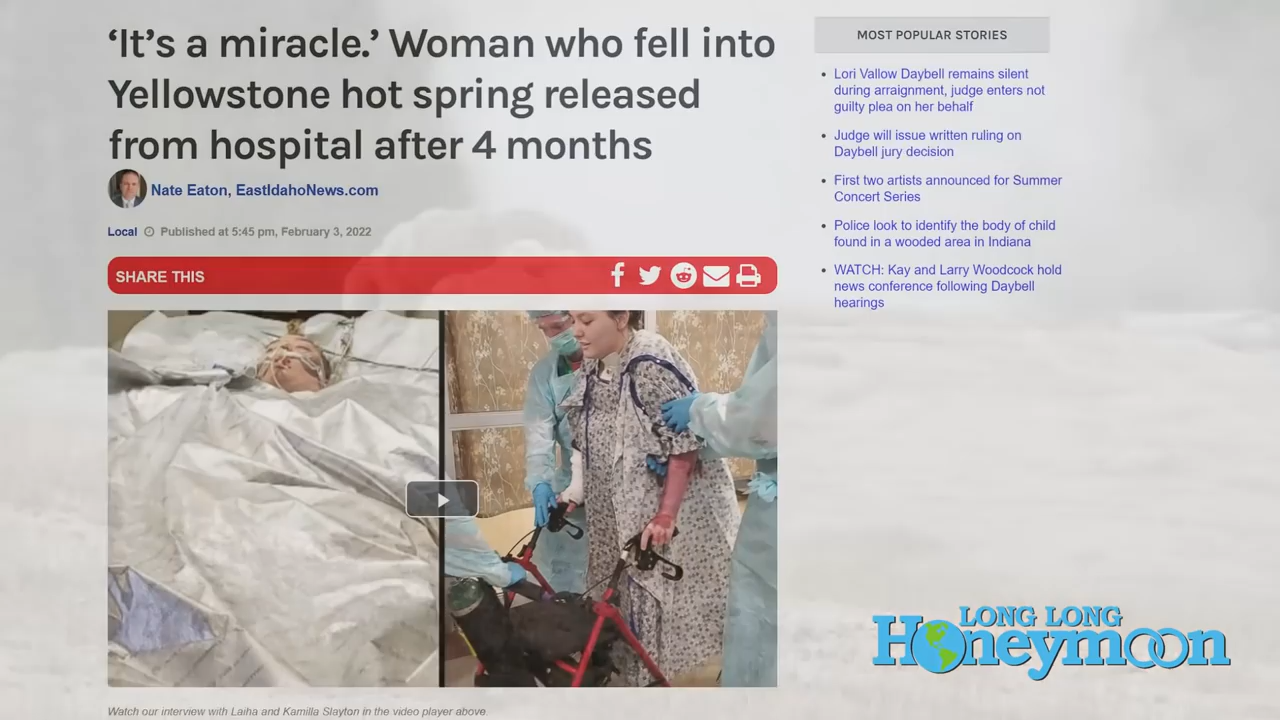 ‘It’s a miracle.’ Woman who fell into
Yellowstone hot spring released
from hospital after 4 months
Nate Eaton, EastIdahoNews.com
Local Published at 5:45 pm, February 3, 2022
SHARE THIS
Watch our interview with Laiha and Kamilla Slayton in the video player above.
MOST POPULAR STORIES
Lori Vallow Daybell remains silent
during arraignment, judge enters not
guilty plea on her behalf
Judge will issue written ruling on
Daybell jury decision
First two artists announced for Summer
Concert Series
Police look to identify the body of child
found in a wooded area in Indiana
WATCH: Kay and Larry Woodcock hold
news conference following Daybell
hearings
LONG LONG
Honeymoon